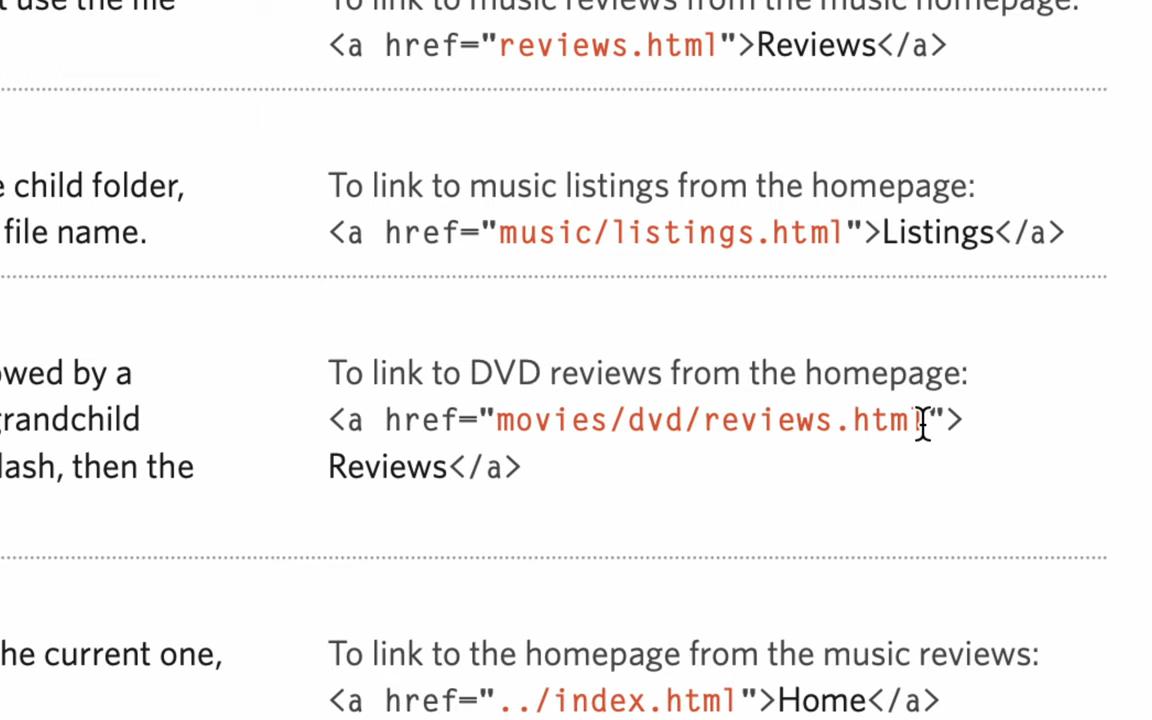 t use the file
To link to music reviews from the music homepage:
<a href="reviews.html">Reviews</a>
child folder,
file name.
To link to music listings from the homepage:
<a href="music/listings.html">Listings</a>
owed by a
grandchild
lash, then the
To link to DVD reviews from the homepage:
<a href="movies/dvd/reviews.html">
Reviews</a>
he current one,
To link to the homepage from the music reviews:
<a href="../index.html">Home</a>